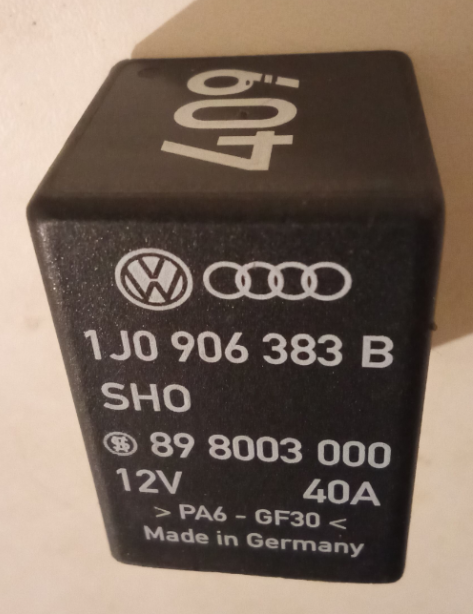 409
1J0 906 383 B
SHO
89 8003 000
12V 40A
> PA6 - GF30 <
Made in Germany